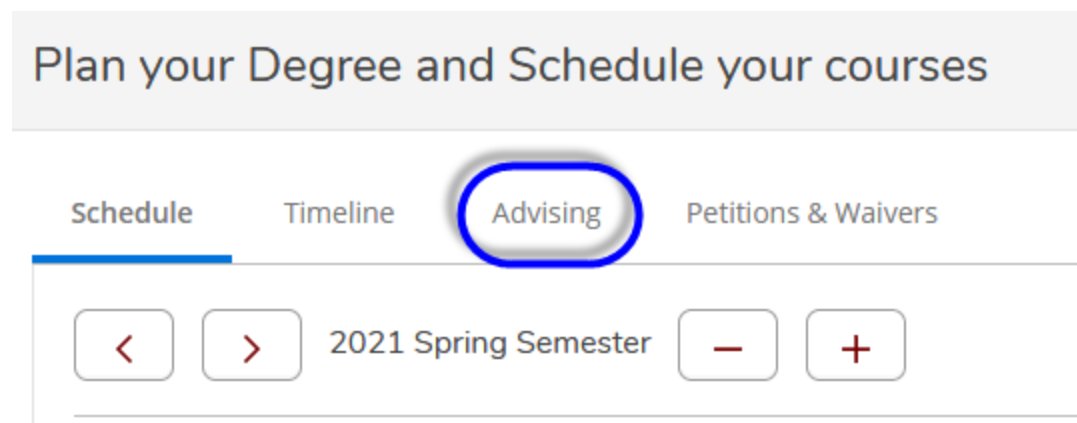 Plan your Degree and Schedule your courses
Schedule Timeline Advising Petitions & Waivers
2021 Spring Semester